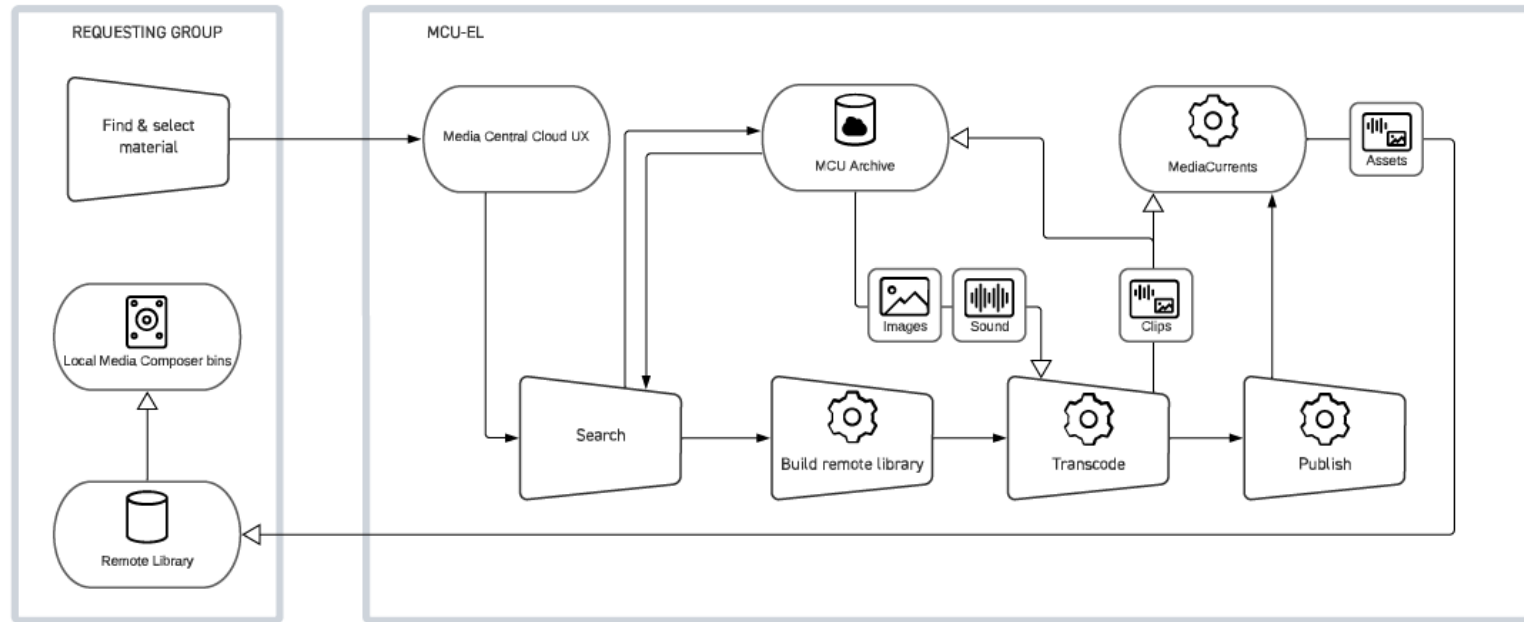 REQUESTING GROUP
MCU-EL
Find & select
material
Media Central Cloud UX
MCU Archive
MediaCurrents
Assets
Images
Sound
Clips
Local Media Composer bins
Search
Build remote library
Transcode
Publish
Remote Library